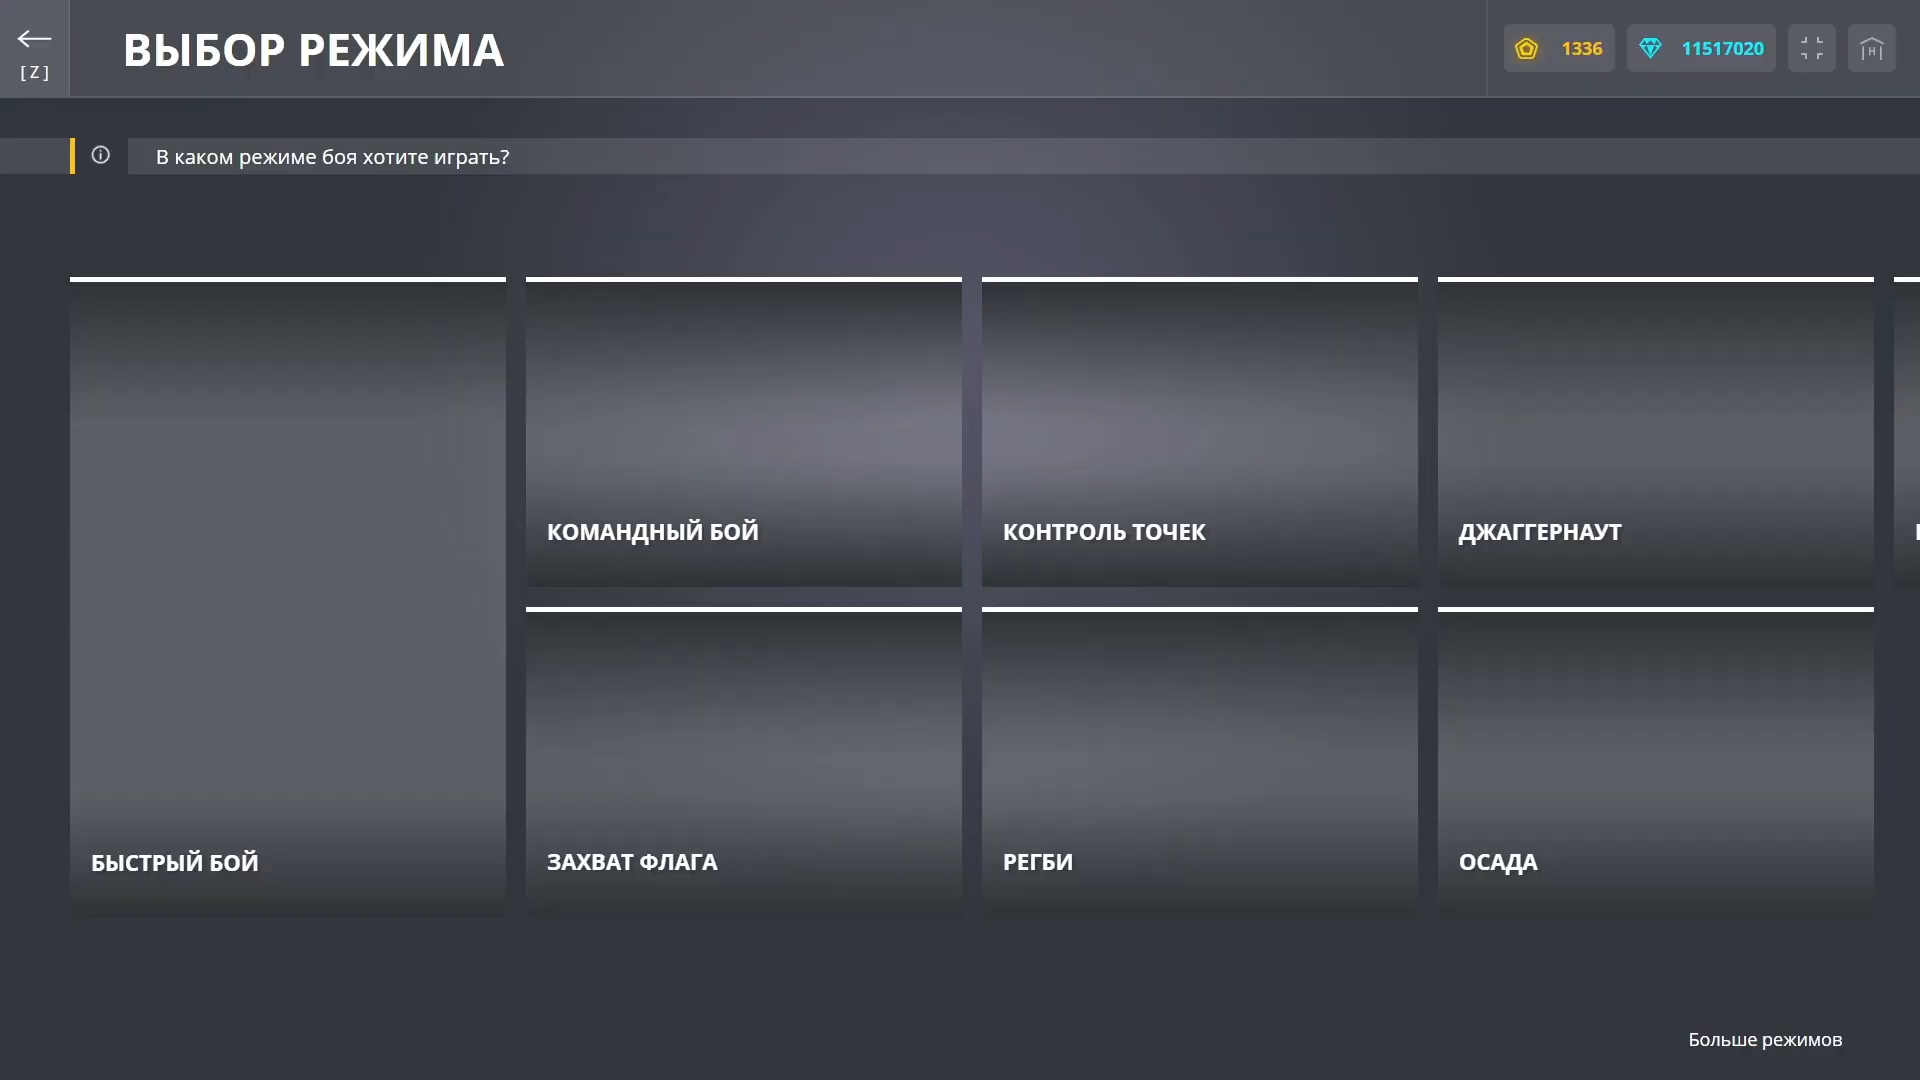 ВЫБОР РЕЖИМА
1336
11517020
[Z]
[H]
В каком режиме боя хотите играть?
КОМАНДНЫЙ БОЙ
КОНТРОЛЬ ТОЧЕК
ДЖАГГЕРНАУТ
БЫСТРЫЙ БОЙ
ЗАХВАТ ФЛАГА
РЕГБИ
ОСАДА
Больше режимов